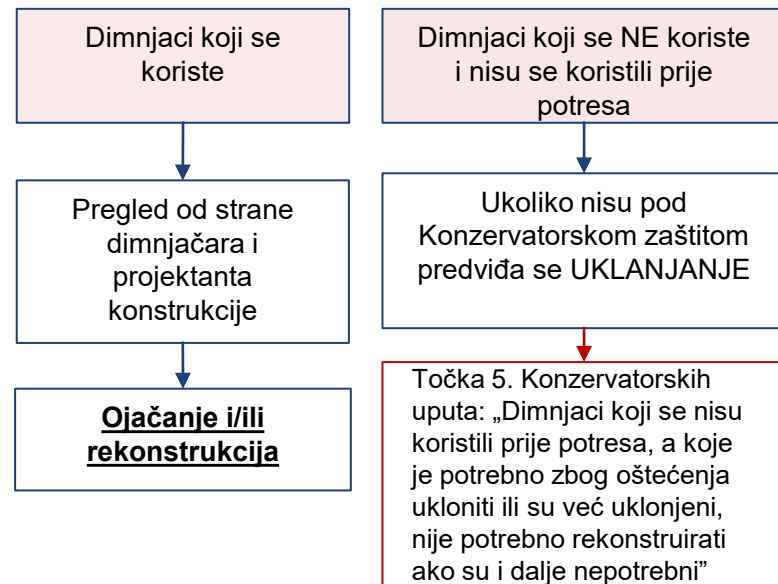 Dimnjaci koji se
koriste
Pregled od strane
dimnjačara i
projektanta
konstrukcije
Ojačanje i/ili
rekonstrukcija
Dimnjaci koji se NE koriste
i nisu se koristili prije
potresa
Ukoliko nisu pod
Konzervatorskom zaštitom
predviđa se UKLANJANJE
Točka 5. Konzervatorskih
uputa: „Dimnjaci koji se nisu
koristili prije potresa, a koje
je potrebno zbog oštećenja
ukloniti ili su već uklonjeni,
nije potrebno rekonstruirati
ako su i dalje nepotrebni”